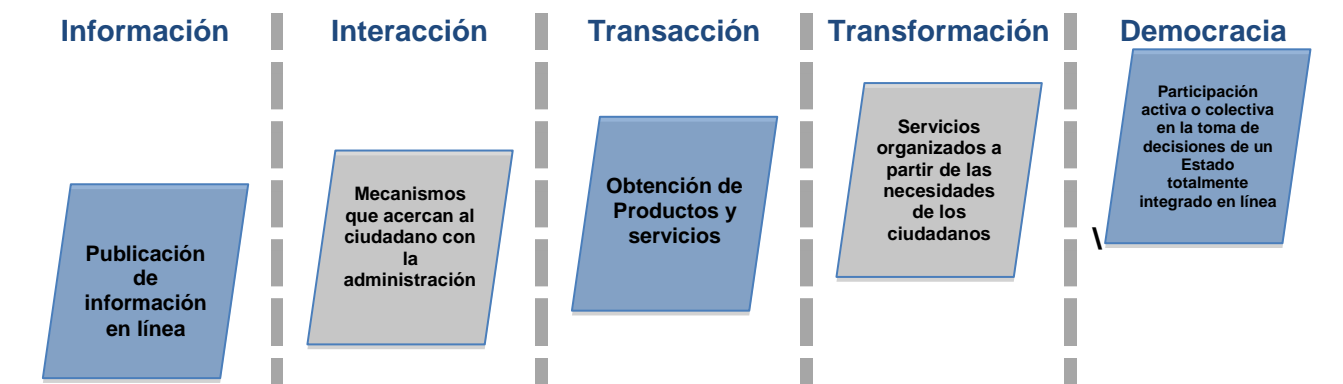 Información
Interacción
Transacción
Transformación
Democracia
Publicación
de
información
en línea
Mecanismos
que acercan al
ciudadano con
la
administración
Obtención de
Productos y
servicios
Servicios
organizados a
partir de las
necesidades
de los
ciudadanos
Participación
activa o colectiva
en la toma de
decisiones de un
Estado
totalmente
integrado en línea
\